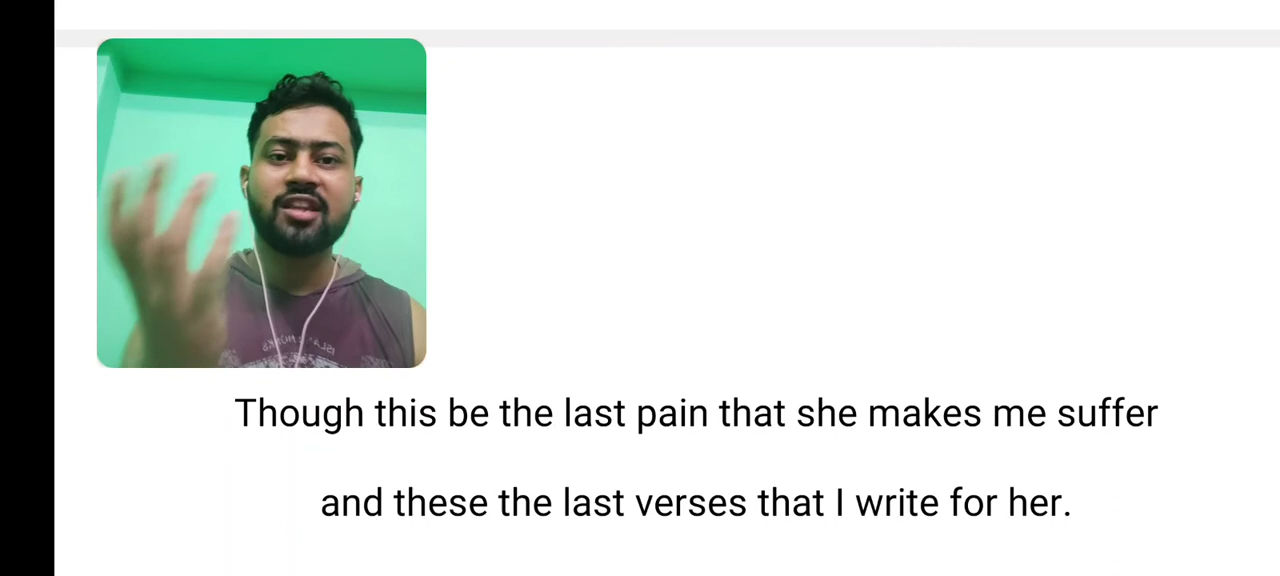 Though this be the last pain that she makes me suffer
and these the last verses that I write for her.